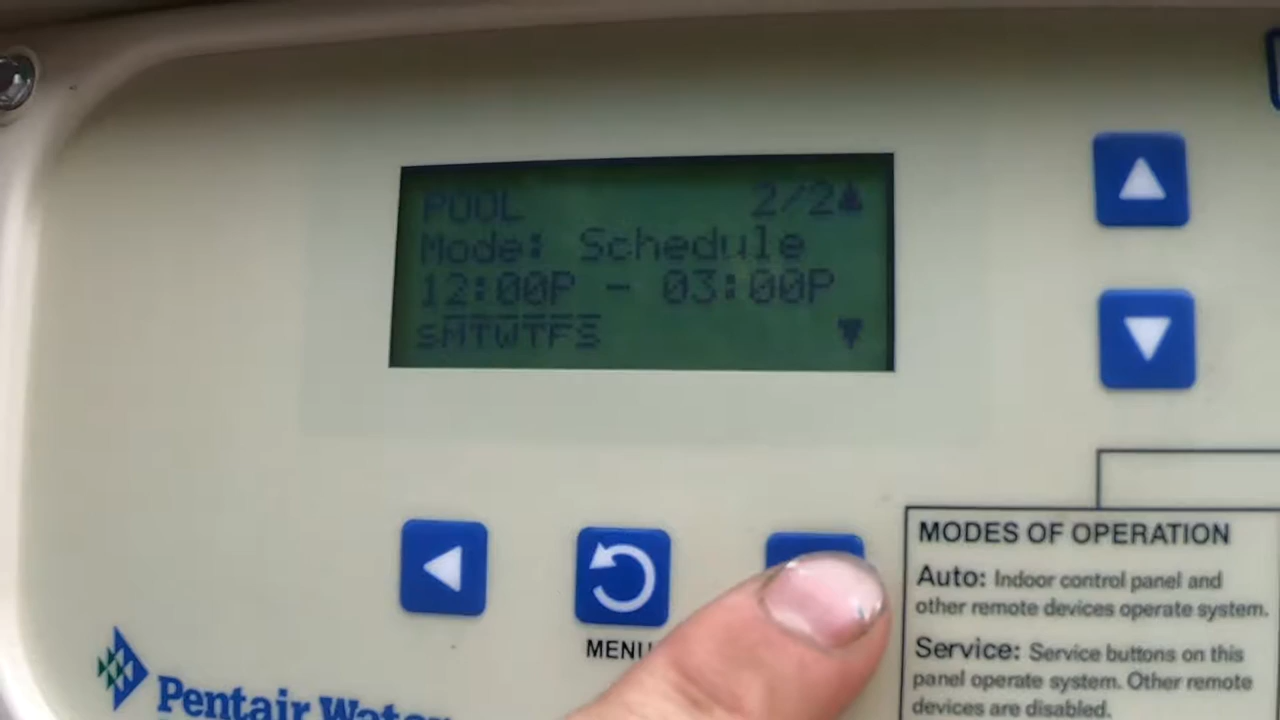 POOL 2/2
Mode: Schedule
12:00P - 03:00P
sMTWTFS
MENU
Pentair Water
MODES OF OPERATION
Auto: Indoor control panel and
other remote devices operate system.
Service: Service buttons on this
panel operate system. Other remote
devices are disabled.